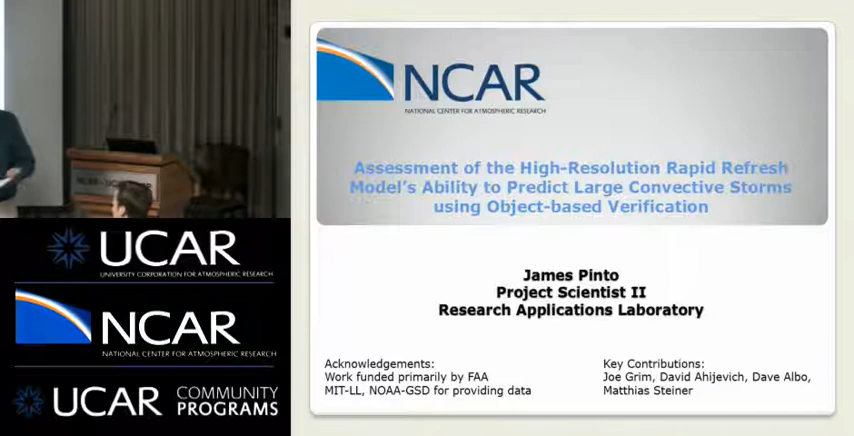 NCAR
NATIONAL CENTER FOR ATMOSPHERIC RESEARCH
Assessment of the High-Resolution Rapid Refresh
Model's Ability to Predict Large Convective Storms
using Object-based Verification
James Pinto
Project Scientist II
Research Applications Laboratory
Acknowledgements:
Work funded primarily by FAA
MIT-LL, NOAA-GSD for providing data
Key Contributions:
Joe Grim, David Ahijevich, Dave Albo,
Matthias Steiner
UCAR
UNIVERSITY CORPORATION FOR ATMOSPHERIC RESEARCH
NCAR
NATIONAL CENTER FOR ATMOSPHERIC RESEARCH
UCAR COMMUNITY
PROGRAMS